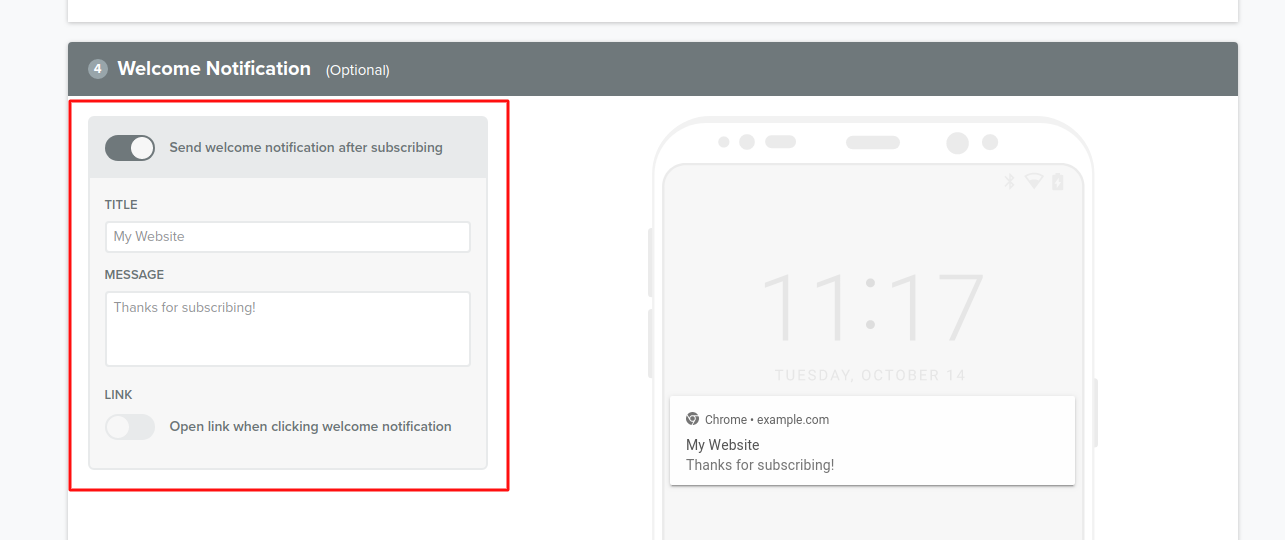 4 Welcome Notification (Optional)
Send welcome notification after subscribing
TITLE
My Website
MESSAGE
Thanks for subscribing!
LINK
Open link when clicking welcome notification
11:17
TUESDAY, OCTOBER 14
Chrome • example.com
My Website
Thanks for subscribing!